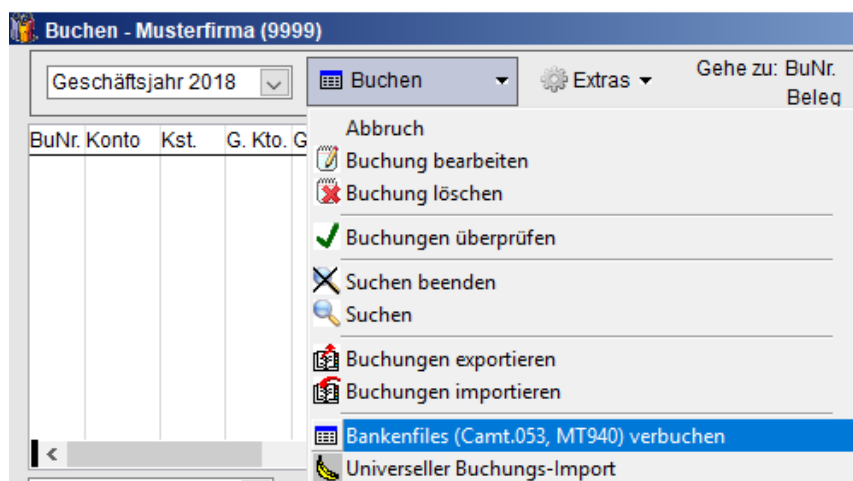 Buchen - Musterfirma (9999)
Geschäftsjahr 2018 Buchen Extras Gehe zu: BuNr.
Beleg
BuNr. Konto Kst. G. Kto. G
Abbruch
Buchung bearbeiten
Buchung löschen
Buchungen überprüfen
Suchen beenden
Suchen
Buchungen exportieren
Buchungen importieren
Bankenfiles (Camt.053, MT940) verbuchen
Universeller Buchungs-Import